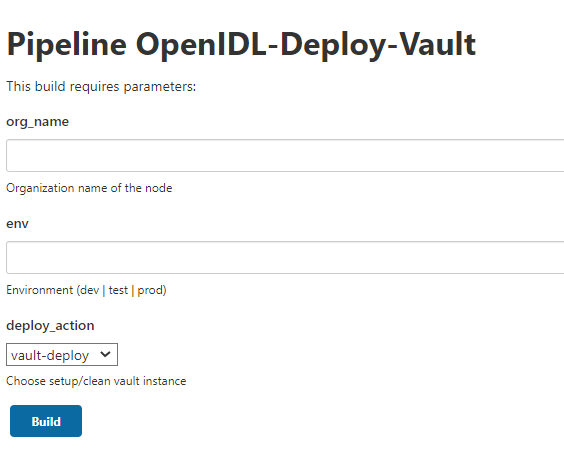 Pipeline OpenIDL-Deploy-Vault
This build requires parameters:
org_name
Organization name of the node
env
Environment (dev | test | prod)
deploy_action
vault-deploy
Choose setup/clean vault instance
Build